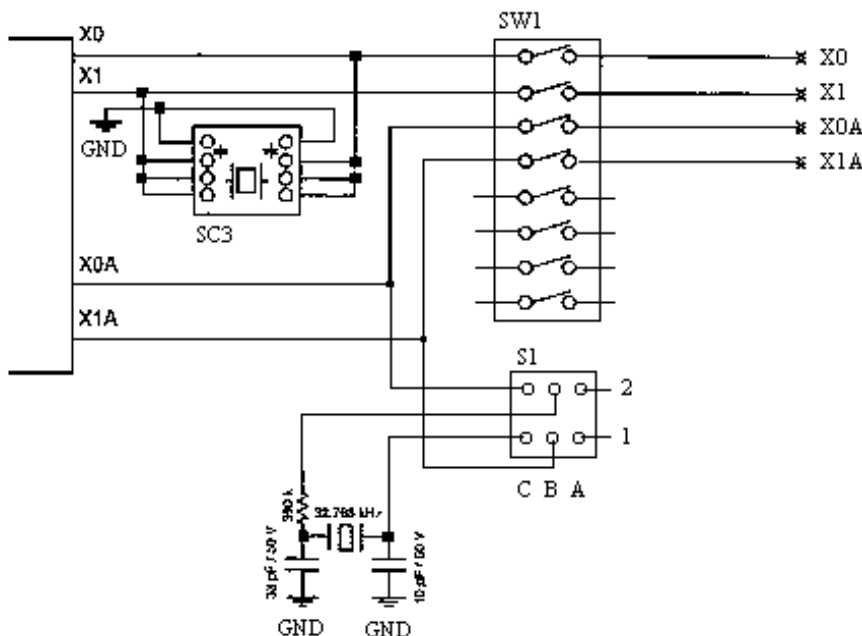 X0
SW1
X0
X1
X1
X0A
GND
X1A
SC3
X0A
X1A
S1
2
1
C B A
32.768 kHz
GND
GND